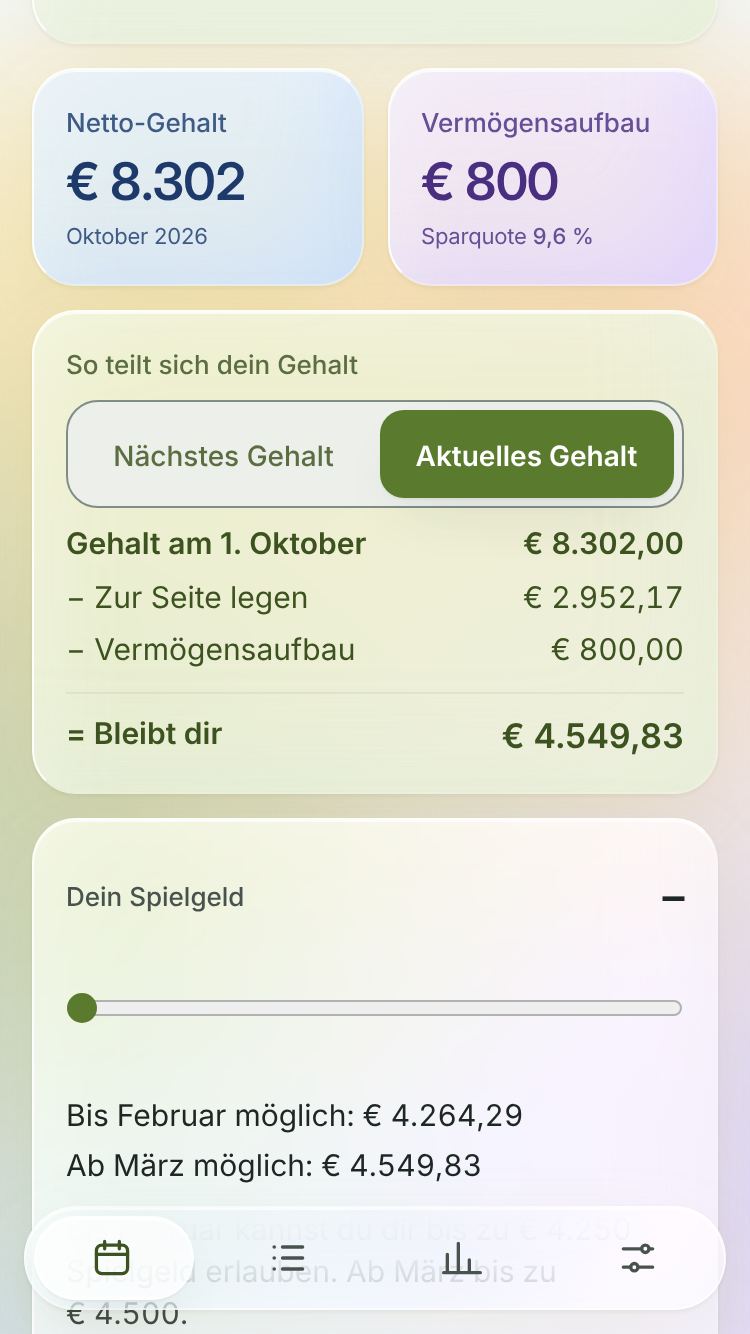 Netto-Gehalt
€ 8.302
Oktober 2026
Vermögensaufbau
€ 800
Sparquote 9,6 %
So teilt sich dein Gehalt
Nächstes Gehalt
Aktuelles Gehalt
Gehalt am 1. Oktober € 8.302,00
– Zur Seite legen € 2.952,17
– Vermögensaufbau € 800,00
= Bleibt dir € 4.549,83
Dein Spielgeld –
Bis Februar möglich: € 4.264,29
Ab März möglich: € 4.549,83
kannst du dir bis zu € 4.250
Spielgeld erlauben. Ab März bis zu
€ 4.500.